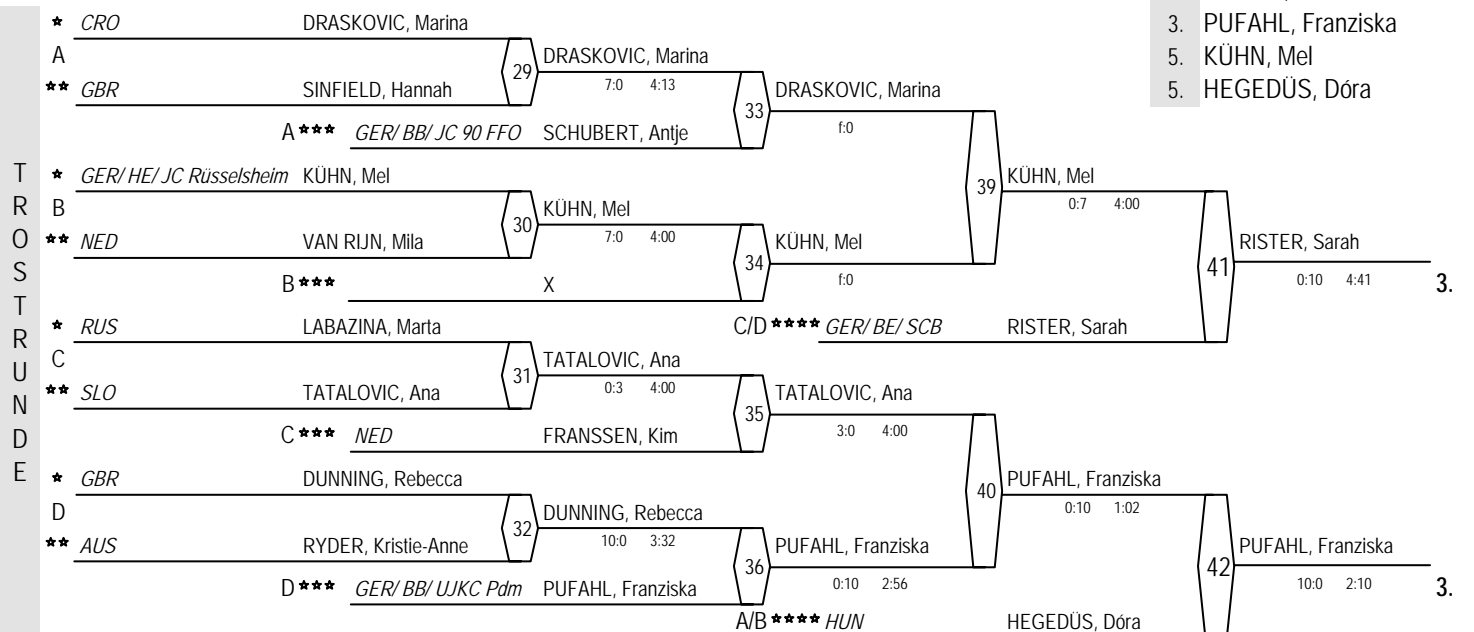 3. PUFAHL, Franziska
5. KÜHN, Mel
5. HEGEDÜS, Dóra
TROSTRUNDE
* CRO DRASKOVIC, Marina
A
** GBR SINFIELD, Hannah
29
DRASKOVIC, Marina
7:0 4:13
A*** GER/ BB/ JC 90 FFO SCHUBERT, Antje
33
DRASKOVIC, Marina
f:0
* GER/ HE/ JC Rüsselsheim KÜHN, Mel
B
** NED VAN RIJN, Mila
30
KÜHN, Mel
7:0 4:00
B*** X
34
KÜHN, Mel
f:0
39
KÜHN, Mel
0:7 4:00
C/D **** GER/ BE/ SCB RISTER, Sarah
41
RISTER, Sarah
0:10 4:41 3.
* RUS LABAZINA, Marta
C
** SLO TATALOVIC, Ana
31
TATALOVIC, Ana
0:3 4:00
C*** NED FRANSSEN, Kim
35
TATALOVIC, Ana
3:0 4:00
* GBR DUNNING, Rebecca
D
** AUS RYDER, Kristie-Anne
32
DUNNING, Rebecca
10:0 3:32
D*** GER/ BB/ UJKC Pdm PUFAHL, Franziska
36
PUFAHL, Franziska
0:10 2:56
40
PUFAHL, Franziska
0:10 1:02
A/B **** HUN HEGEDÜS, Dóra
42
PUFAHL, Franziska
10:0 2:10 3.